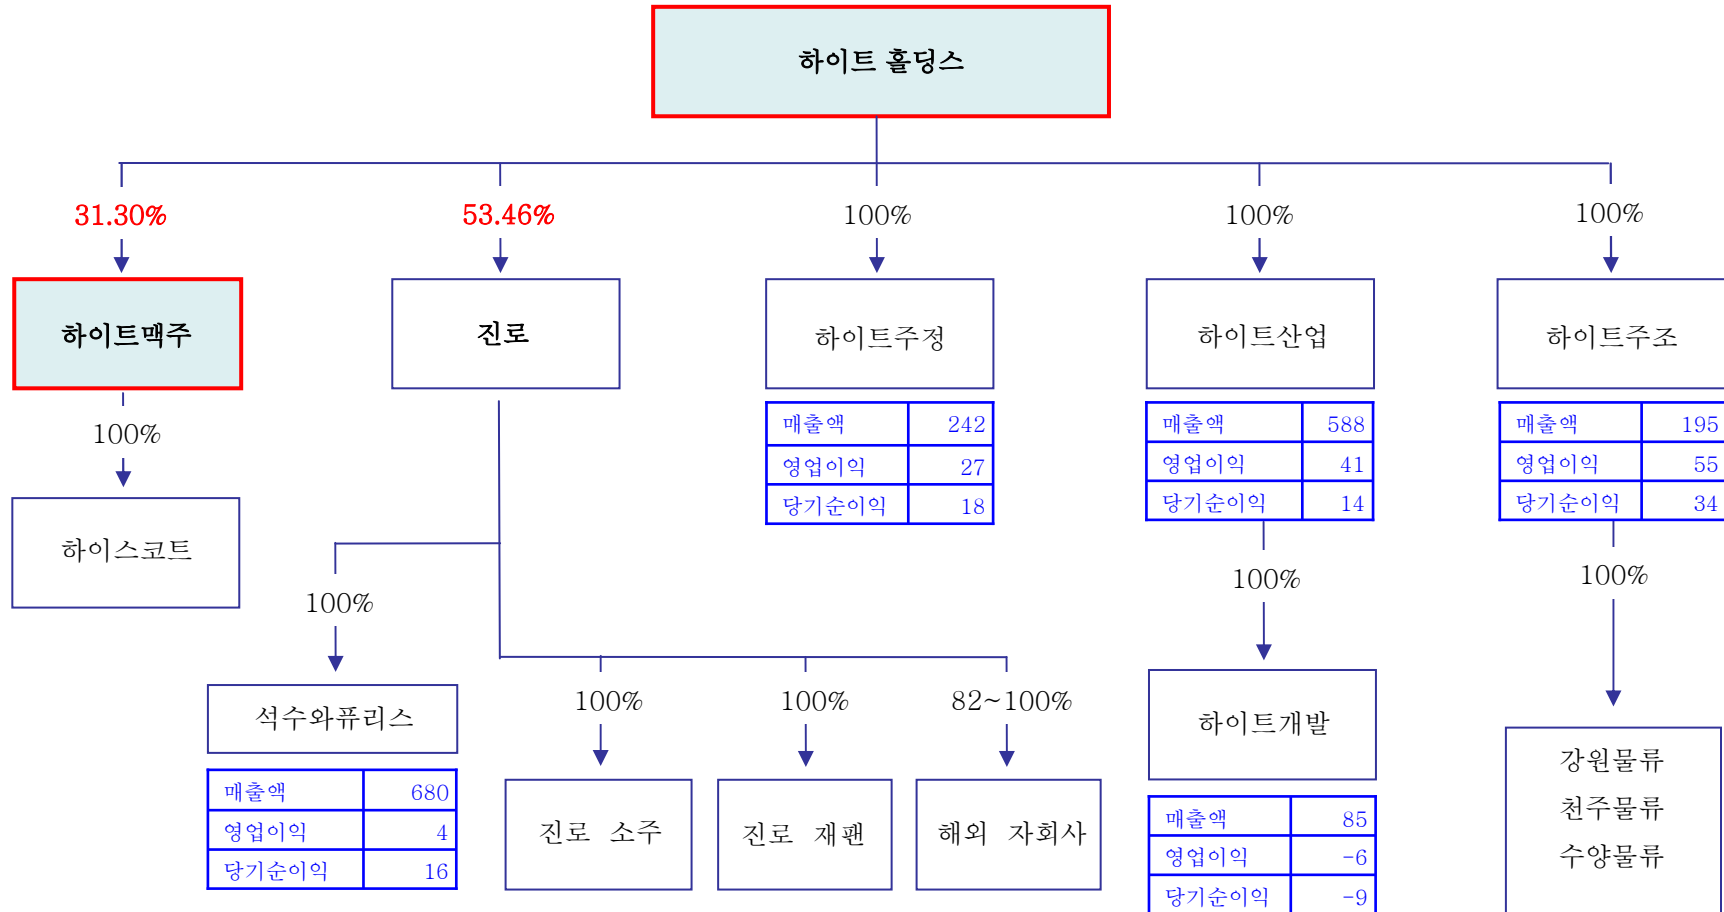 하이트 홀딩스
31.30%
53.46%
100%
100%
100%
하이트맥주
진로
하이트주정
하이트산업
하이트주조
매출액 242
영업이익 27
당기순이익 18
매출액 588
영업이익 41
당기순이익 14
매출액 195
영업이익 55
당기순이익 34
100%
하이스코트
100%
100%
100%
석수와퓨리스
매출액 680
영업이익 4
당기순이익 16
100%
100%
82~100%
진로 소주
진로 재팬
해외 자회사
하이트개발
매출액 85
영업이익 -6
당기순이익 -9
강원물류
천주물류
수양물류